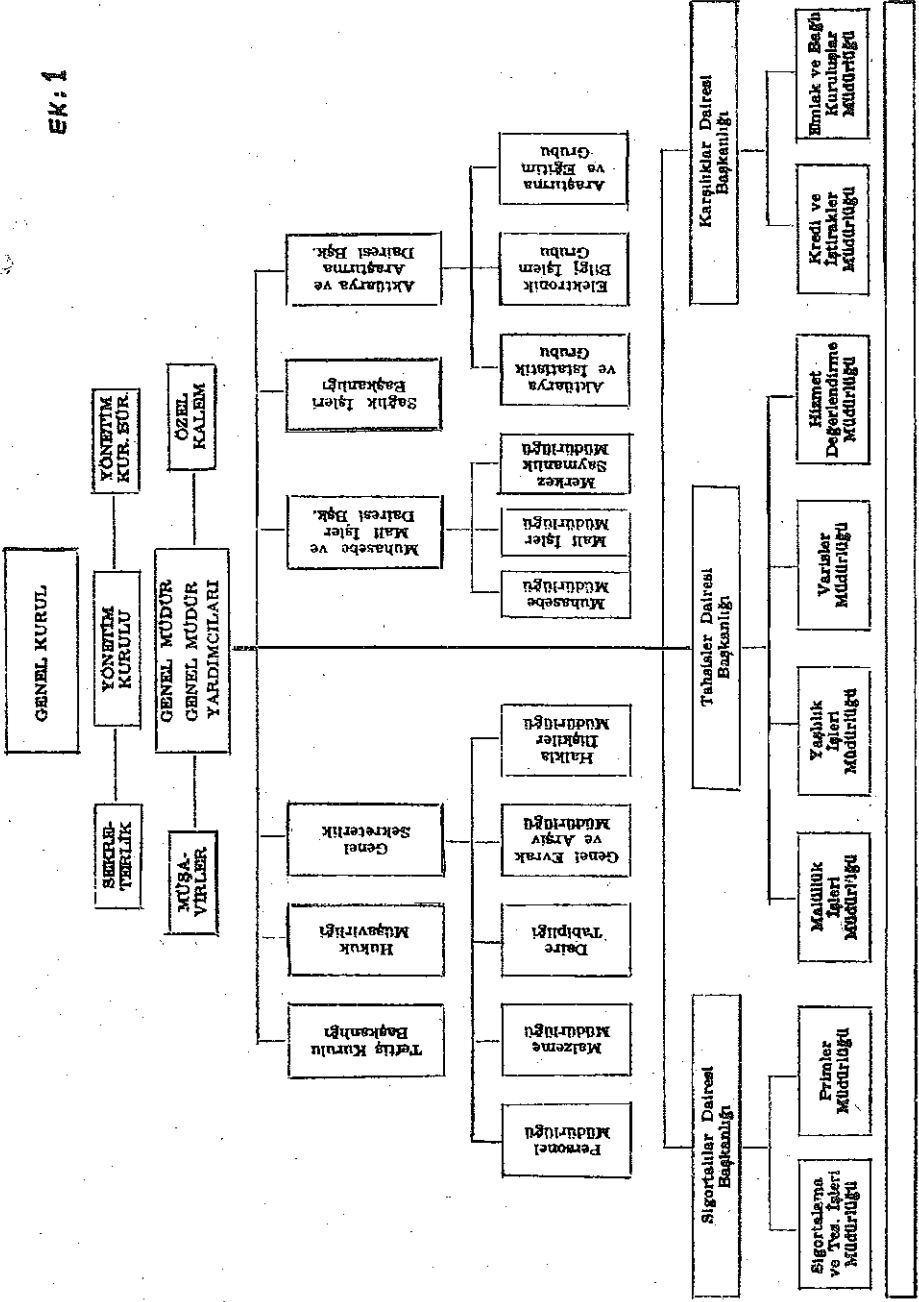 EK: 1
GENEL KURUL
SEKRE-
TERLİK
YÖNETİM
KURULU
YÖNETİM
KUR. BÜR.
MÜŞA-
VİRLER
GENEL MÜDÜR
GENEL MÜDÜR
YARDIMCILARI
ÖZEL
KALEM
Teftiş Kurulu
Başkanlığı
Hukuk
Müşavirliği
Genel
Sekreterlik
Muhasebe ve
Mali İşler
Dairesi Bşk.
Sağlık İşleri
Başkanlığı
Aktüarya ve
Araştırma
Dairesi Bşk.
Personel
Müdürlüğü
Malzeme
Müdürlüğü
Daire
Tabipliği
Genel Evrak
ve Arşiv
Müdürlüğü
Halkla
İlişkiler
Müdürlüğü
Muhasebe
Müdürlüğü
Mali İşler
Müdürlüğü
Merkez
Saymanlık
Müdürlüğü
Aktüarya
ve İstatistik
Grubu
Elektronik
Bilgi İşlem
Grubu
Araştırma
ve Eğitim
Grubu
Sigortalılar Dairesi
Başkanlığı
Tahsisler Dairesi
Başkanlığı
Karşılıklar Dairesi
Başkanlığı
Sigortalama
ve Tes. İşleri
Müdürlüğü
Primler
Müdürlüğü
Malüllük
İşleri
Müdürlüğü
Yaşlılık
İşleri
Müdürlüğü
Varisler
Müdürlüğü
Hizmet
Değerlendirme
Müdürlüğü
Kredi ve
İştirakler
Müdürlüğü
Emlak ve Bağlı
Kuruluşlar
Müdürlüğü